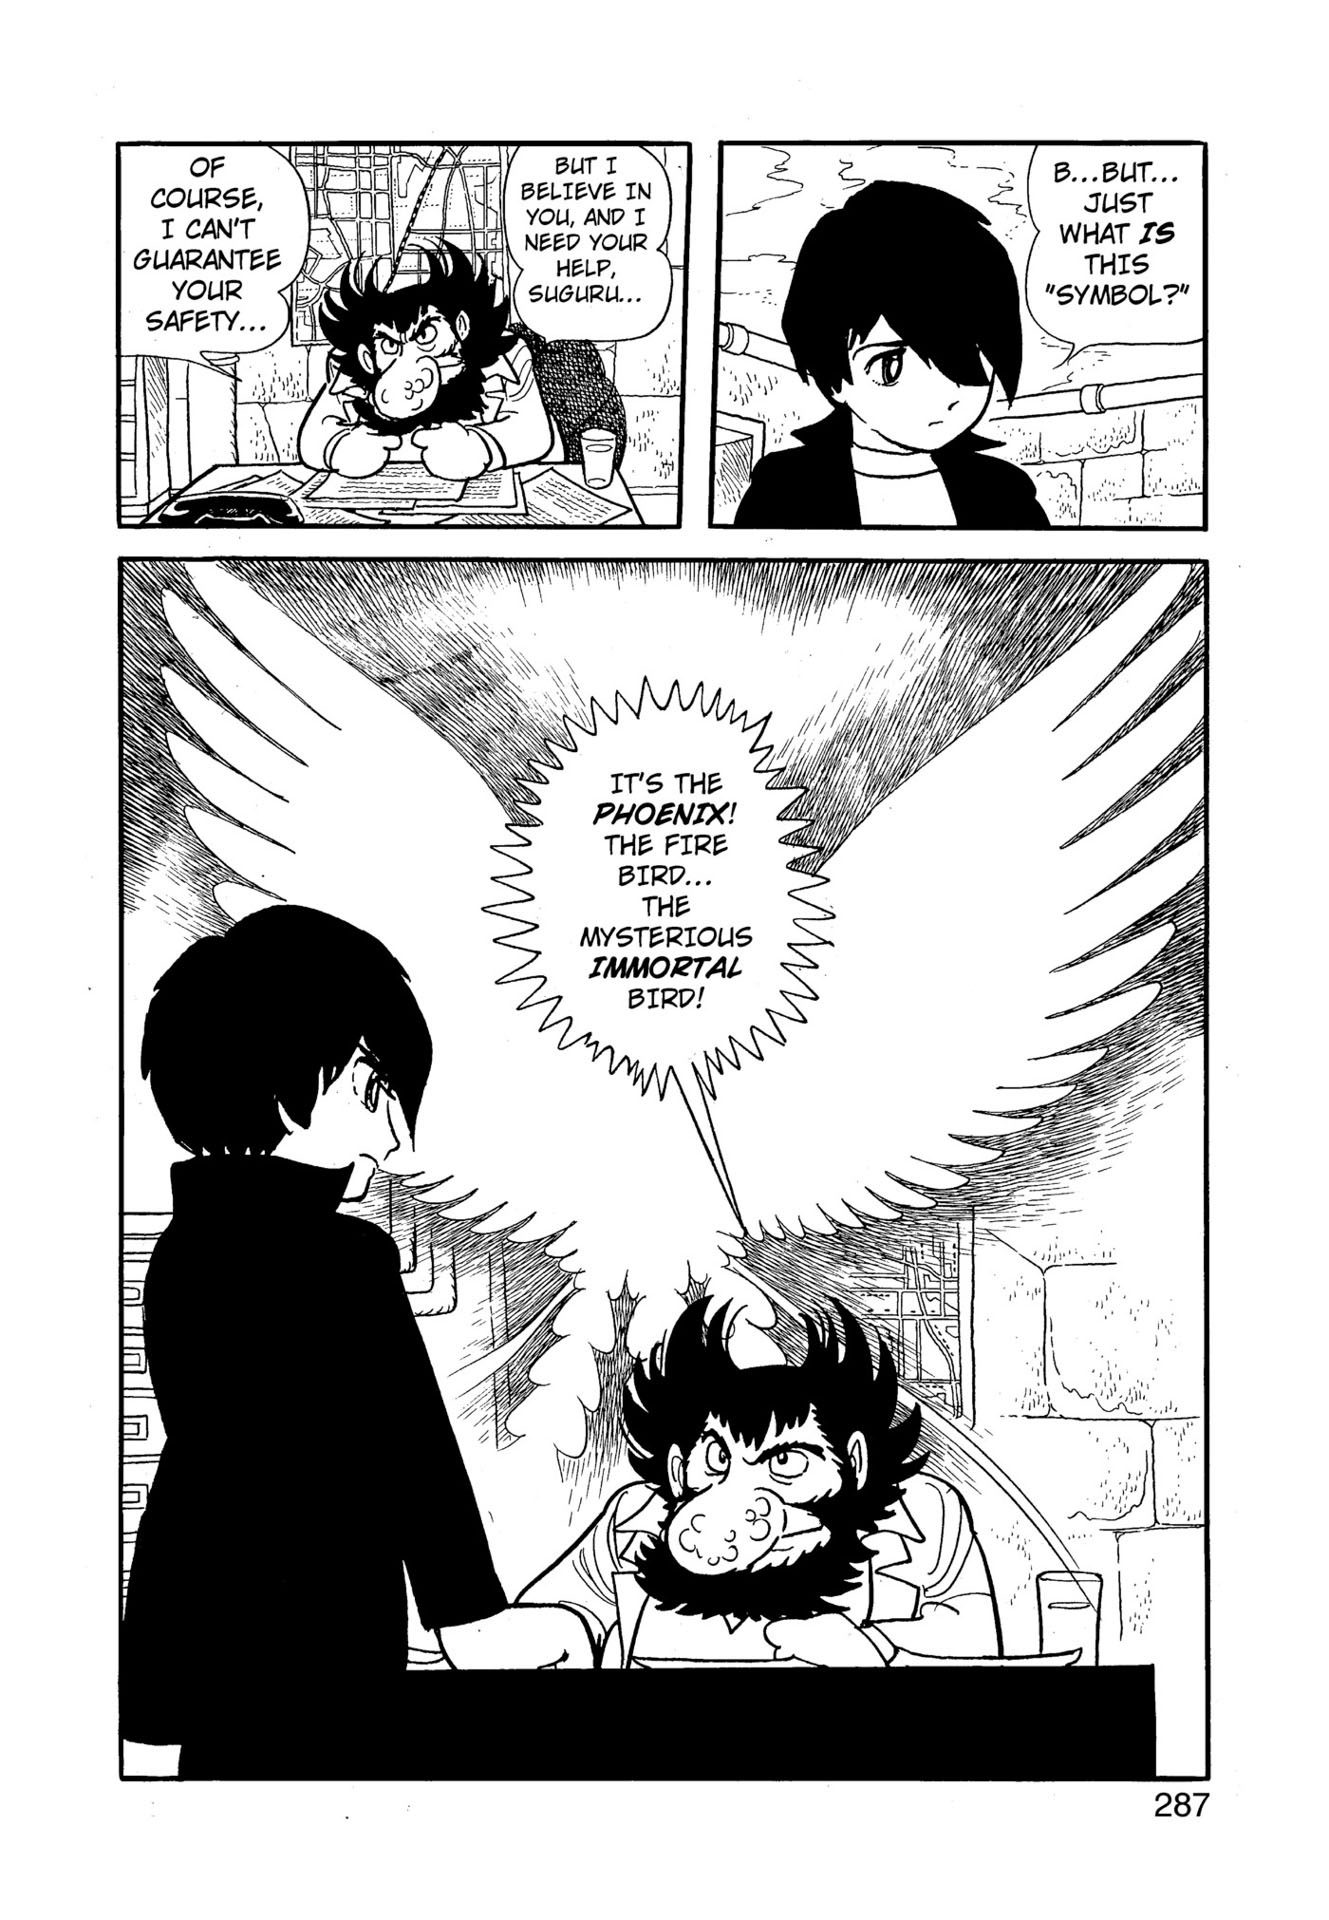 OF
COURSE,
I CAN'T
GUARANTEE
YOUR
SAFETY...
BUT I
BELIEVE IN
YOU, AND I
NEED YOUR
HELP,
SUGURU...
B...BUT...
JUST
WHAT IS
THIS
"SYMBOL?"
IT'S THE
PHOENIX!
THE FIRE
BIRD...
THE
MYSTERIOUS
IMMORTAL
BIRD!
287